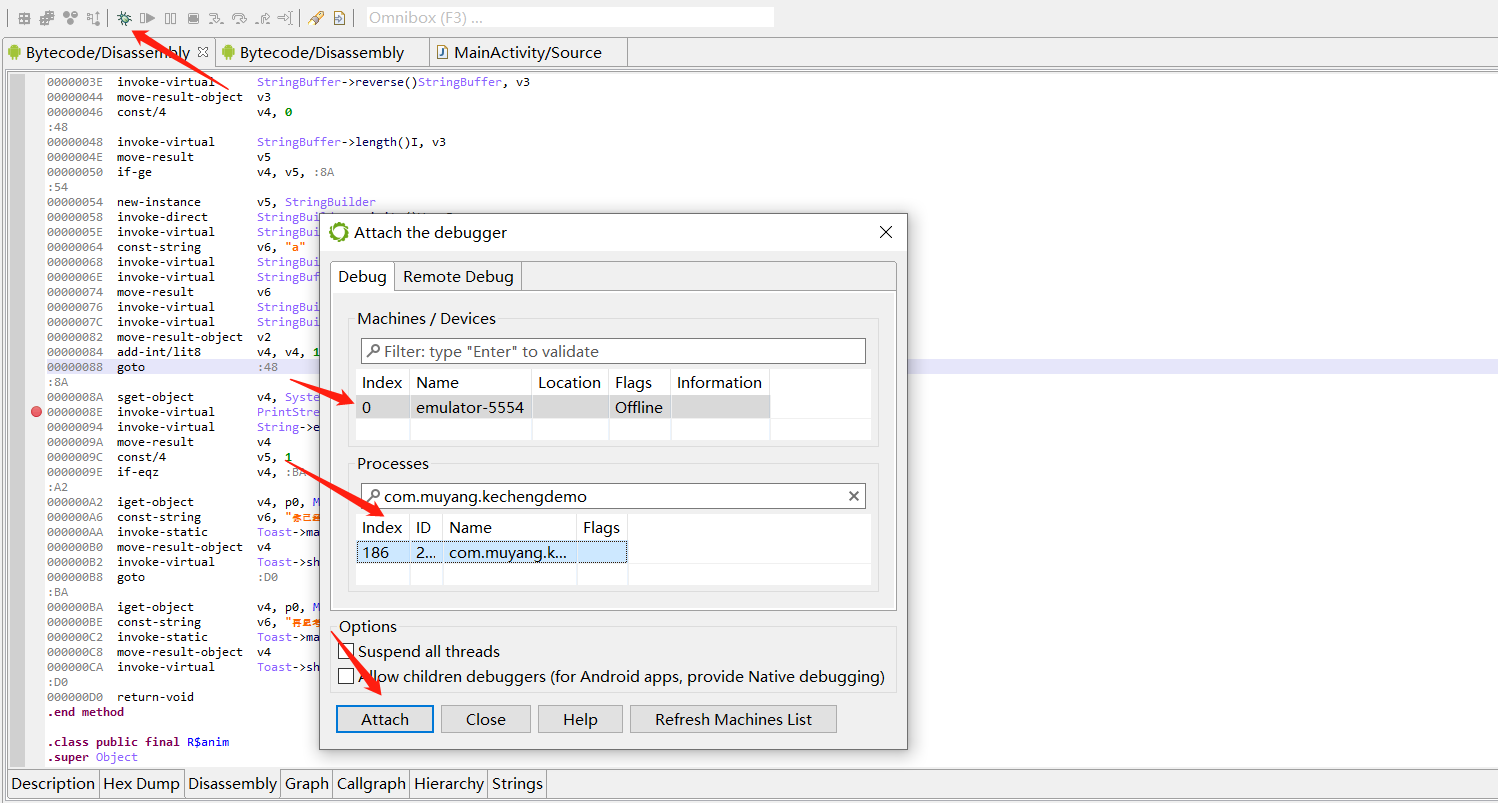 Omnibox (F3) ...
Bytecode/Disassembly Bytecode/Disassembly MainActivity/Source
0000003E invoke-virtual StringBuffer->reverse()StringBuffer, v3
00000044 move-result-object v3
00000046 const/4 v4, 0
:48
00000048 invoke-virtual StringBuffer->length()I, v3
0000004E move-result v5
00000050 if-ge v4, v5, :8A
:54
00000054 new-instance v5, StringBuilder
00000058 invoke-direct StringBui
0000005E invoke-virtual StringBui
00000064 const-string v6, "a"
00000068 invoke-virtual StringBui
0000006E invoke-virtual StringBuf
00000074 move-result v6
00000076 invoke-virtual StringBui
0000007C invoke-virtual StringBui
00000082 move-result-object v2
00000084 add-int/lit8 v4, v4, 1
00000088 goto :48
:8A
0000008A sget-object v4, Syste
0000008E invoke-virtual PrintStre
00000094 invoke-virtual String->e
0000009A move-result v4
0000009C const/4 v5, 1
0000009E if-eqz v4, :BA
:A2
000000A2 iget-object v4, p0, M
000000A6 const-string v6, "
000000AA invoke-static Toast->ma
000000B0 move-result-object v4
000000B2 invoke-virtual Toast->sh
000000B8 goto :D0
:BA
000000BA iget-object v4, p0, M
000000BE const-string v6, "
000000C2 invoke-static Toast->ma
000000C8 move-result-object v4
000000CA invoke-virtual Toast->sh
:D0
000000D0 return-void
.end method
.class public final R$anim
.super Object
Attach the debugger
Debug Remote Debug
Machines / Devices
Filter: type "Enter" to validate
Index Name Location Flags Information
0 emulator-5554 Offline
Processes
com.muyang.kechengdemo
Index ID Name Flags
186 2... com.muyang.k...
Options
Suspend all threads
Allow children debuggers (for Android apps, provide Native debugging)
Attach Close Help Refresh Machines List
Description Hex Dump Disassembly Graph Callgraph Hierarchy Strings